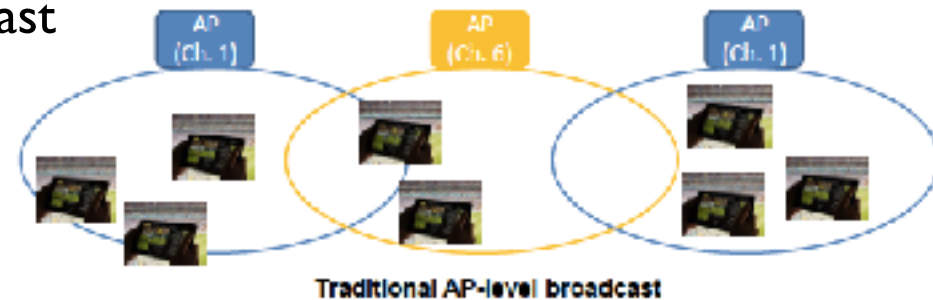 ast
AP
(Ch. 1)
AP
(Ch. 6)
AP
(Ch. 1)
Traditional AP-level broadcast